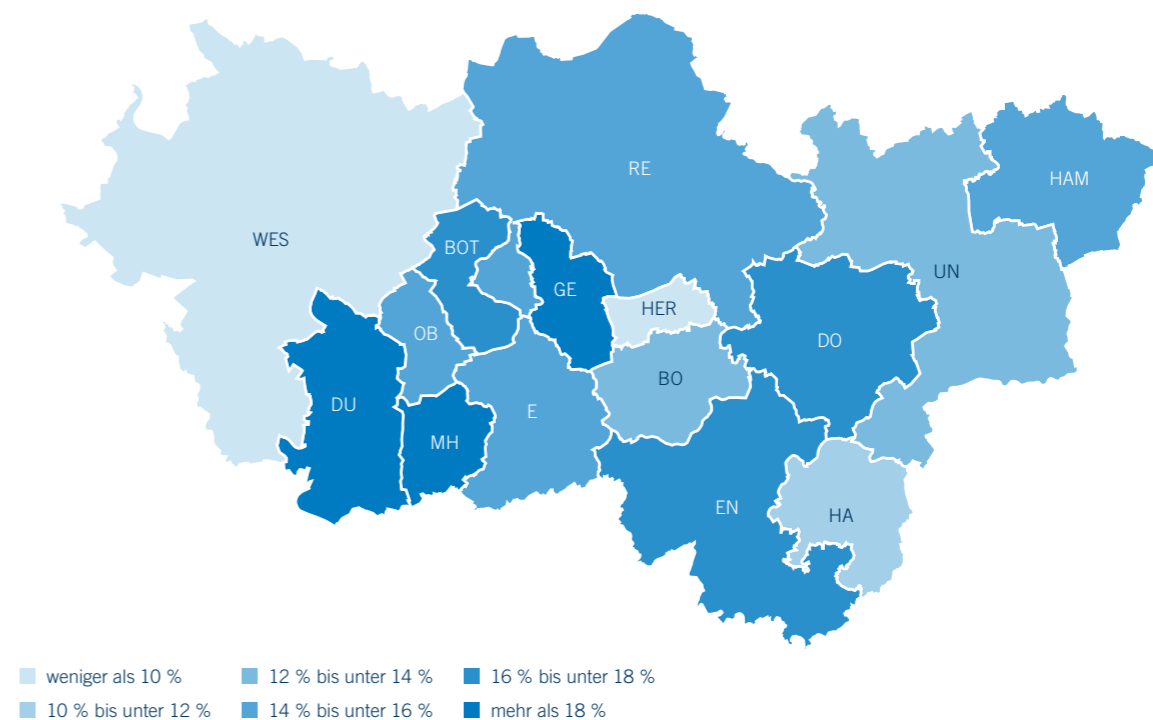 RE
HAM
WES
BOT
UN
GE
HER
OB
DO
BO
DU
E
MH
EN
HA
weniger als 10 %
12 % bis unter 14 %
16 % bis unter 18 %
10 % bis unter 12 %
14 % bis unter 16 %
mehr als 18 %